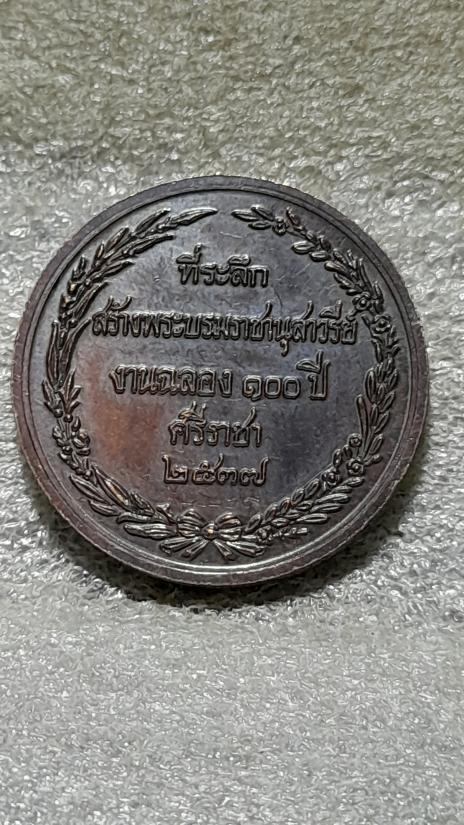 ที่ระลึก
สร้างพระบรมราชานุสาวรีย์
งานฉลอง ๑๐๐ ปี
ศรีราชา
๒๕๓๗